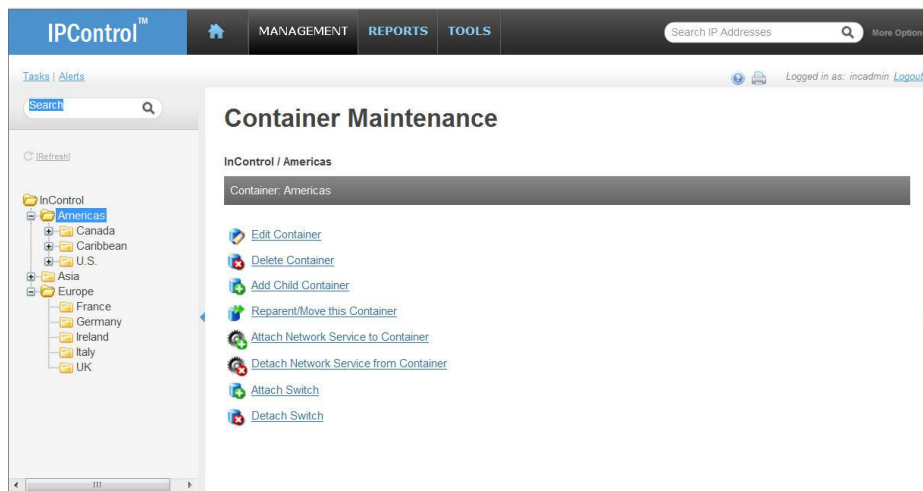 IPControl™
MANAGEMENT REPORTS TOOLS
Search IP Addresses
More Option
Tasks | Alerts
Logged in as: incadmin Logout
Search
[Refresh]
InControl
Americas
Canada
Caribbean
U.S.
Asia
Europe
France
Germany
Ireland
Italy
UK
Container Maintenance
InControl / Americas
Container: Americas
Edit Container
Delete Container
Add Child Container
Reparent/Move this Container
Attach Network Service to Container
Detach Network Service from Container
Attach Switch
Detach Switch